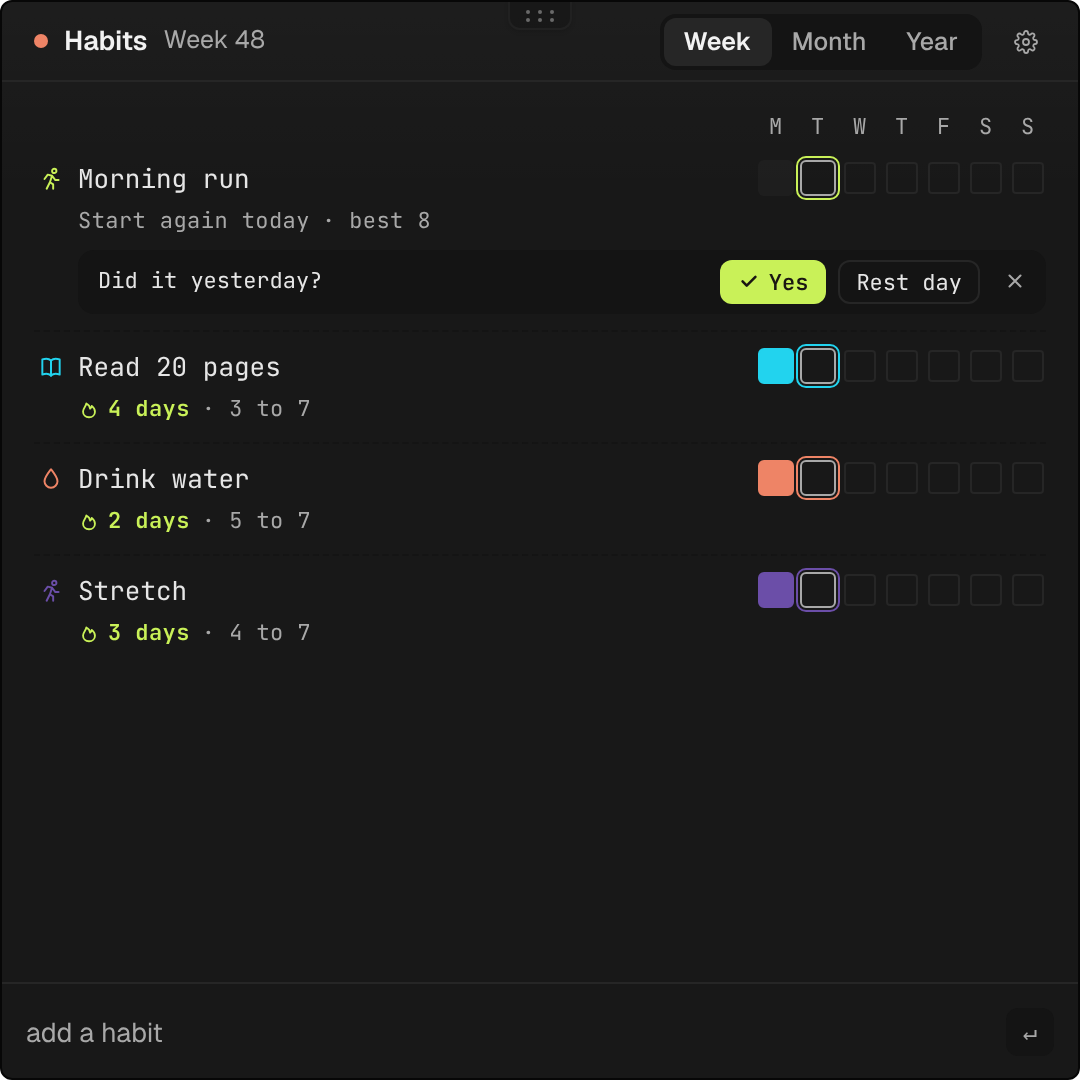 Habits Week 48 Week Month Year
M T W T F S S
Morning run
Start again today · best 8
Did it yesterday? Yes Rest day
Read 20 pages
4 days · 3 to 7
Drink water
2 days · 5 to 7
Stretch
3 days · 4 to 7
add a habit